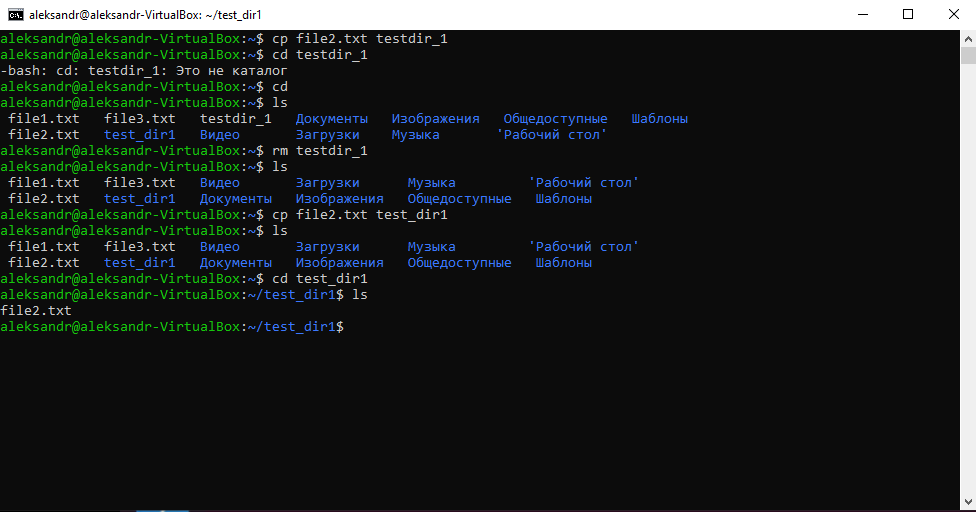 aleksandr@aleksandr-VirtualBox: ~/test_dir1
aleksandr@aleksandr-VirtualBox:~$ cp file2.txt testdir_1
aleksandr@aleksandr-VirtualBox:~$ cd testdir_1
-bash: cd: testdir_1: Это не каталог
aleksandr@aleksandr-VirtualBox:~$ cd
aleksandr@aleksandr-VirtualBox:~$ ls
file1.txt file3.txt testdir_1 Документы Изображения Общедоступные Шаблоны
file2.txt test_dir1 Видео Загрузки Музыка 'Рабочий стол'
aleksandr@aleksandr-VirtualBox:~$ rm testdir_1
aleksandr@aleksandr-VirtualBox:~$ ls
file1.txt file3.txt Видео Загрузки Музыка 'Рабочий стол'
file2.txt test_dir1 Документы Изображения Общедоступные Шаблоны
aleksandr@aleksandr-VirtualBox:~$ cp file2.txt test_dir1
aleksandr@aleksandr-VirtualBox:~$ ls
file1.txt file3.txt Видео Загрузки Музыка 'Рабочий стол'
file2.txt test_dir1 Документы Изображения Общедоступные Шаблоны
aleksandr@aleksandr-VirtualBox:~$ cd test_dir1
aleksandr@aleksandr-VirtualBox:~/test_dir1$ ls
file2.txt
aleksandr@aleksandr-VirtualBox:~/test_dir1$